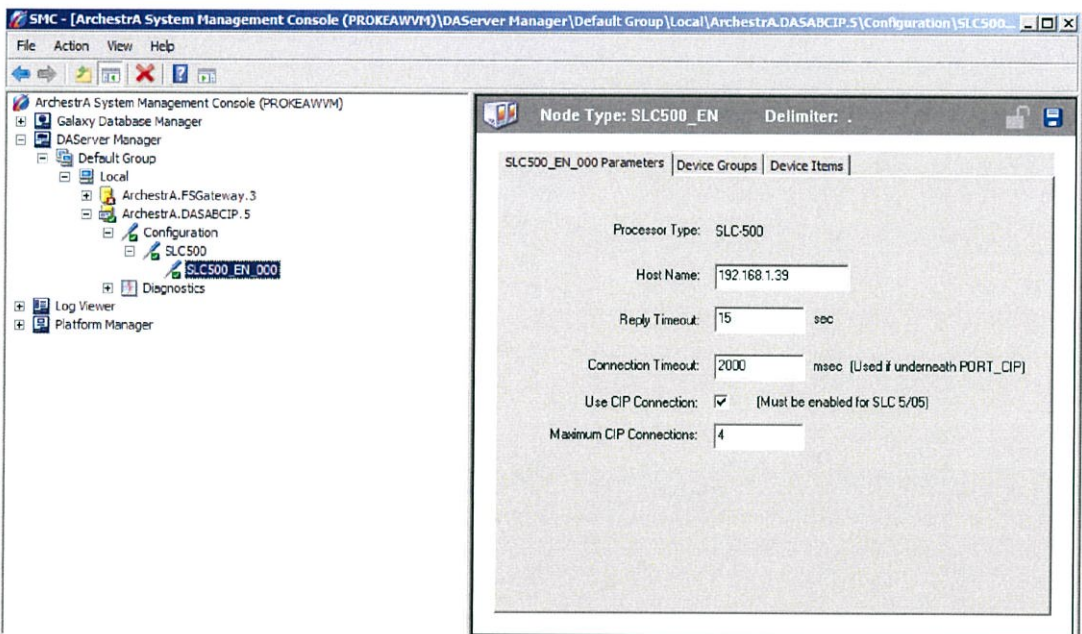 SMC - [ArchestrA System Management Console (PROKEAWVM)\DAServer Manager\Default Group\Local\ArchestrA.DASABCIP.5\Configuration\SLC500...
File Action View Help
ArchestrA System Management Console (PROKEAWVM)
Galaxy Database Manager
DAServer Manager
Default Group
Local
ArchestrA.FSGateway.3
ArchestrA.DASABCIP.5
Configuration
SLC500
SLC500_EN_000
Diagnostics
Log Viewer
Platform Manager
Node Type: SLC500_EN Delimiter: .
SLC500_EN_000 Parameters Device Groups Device Items
Processor Type: SLC-500
Host Name: 192.168.1.39
Reply Timeout: 15 sec
Connection Timeout: 2000 msec (Used if underneath PORT_CIP)
Use CIP Connection: (Must be enabled for SLC 5/05)
Maximum CIP Connections: 4